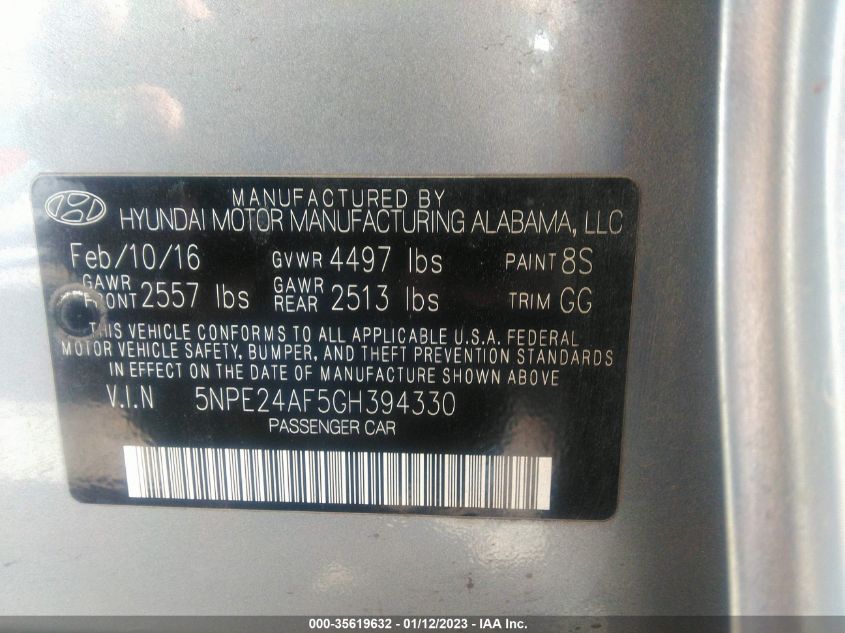 MANUFACTURED BY
HYUNDAI MOTOR MANUFACTURING ALABAMA, LLC
Feb/10/16 GVWR 4497 lbs PAINT 8S
GAWR FRONT 2557 lbs GAWR REAR 2513 lbs TRIM GG
THIS VEHICLE CONFORMS TO ALL APPLICABLE U.S.A. FEDERAL
MOTOR VEHICLE SAFETY, BUMPER, AND THEFT PREVENTION STANDARDS
IN EFFECT ON THE DATE OF MANUFACTURE SHOWN ABOVE
V.I.N 5NPE24AF5GH394330
PASSENGER CAR
000-35619632 - 01/12/2023 - IAA Inc.